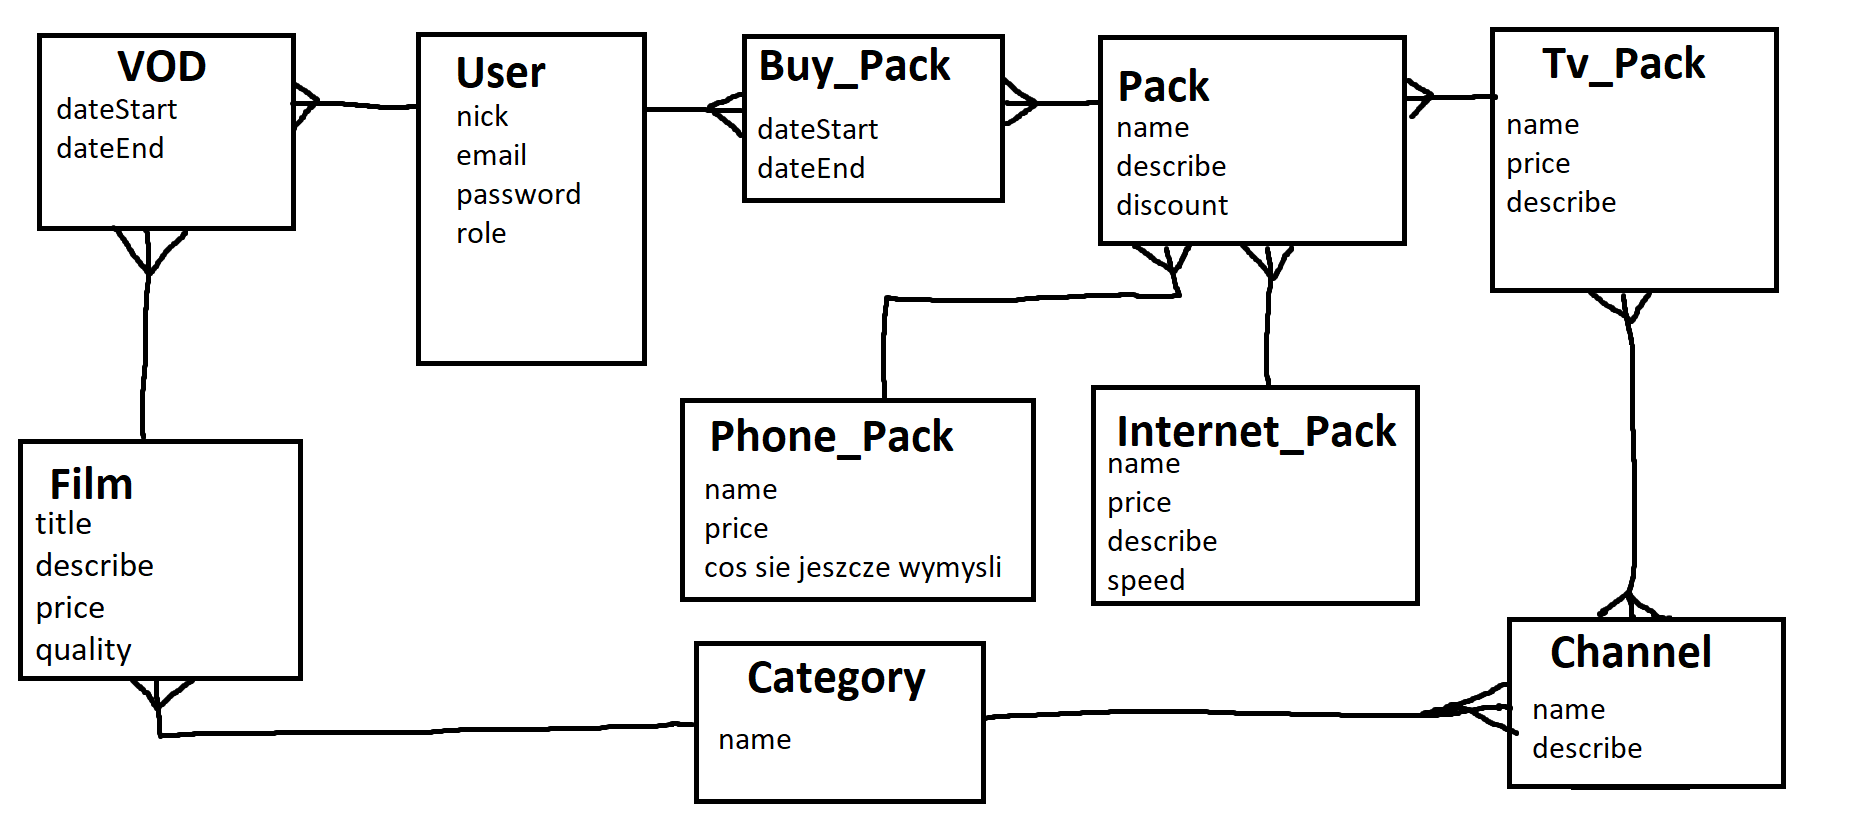 VOD
dateStart
dateEnd
User
nick
email
password
role
Buy_Pack
dateStart
dateEnd
Pack
name
describe
discount
Tv_Pack
name
price
describe
Phone_Pack
name
price
cos sie jeszcze wymysli
Internet_Pack
name
price
describe
speed
Film
title
describe
price
quality
Category
name
Channel
name
describe